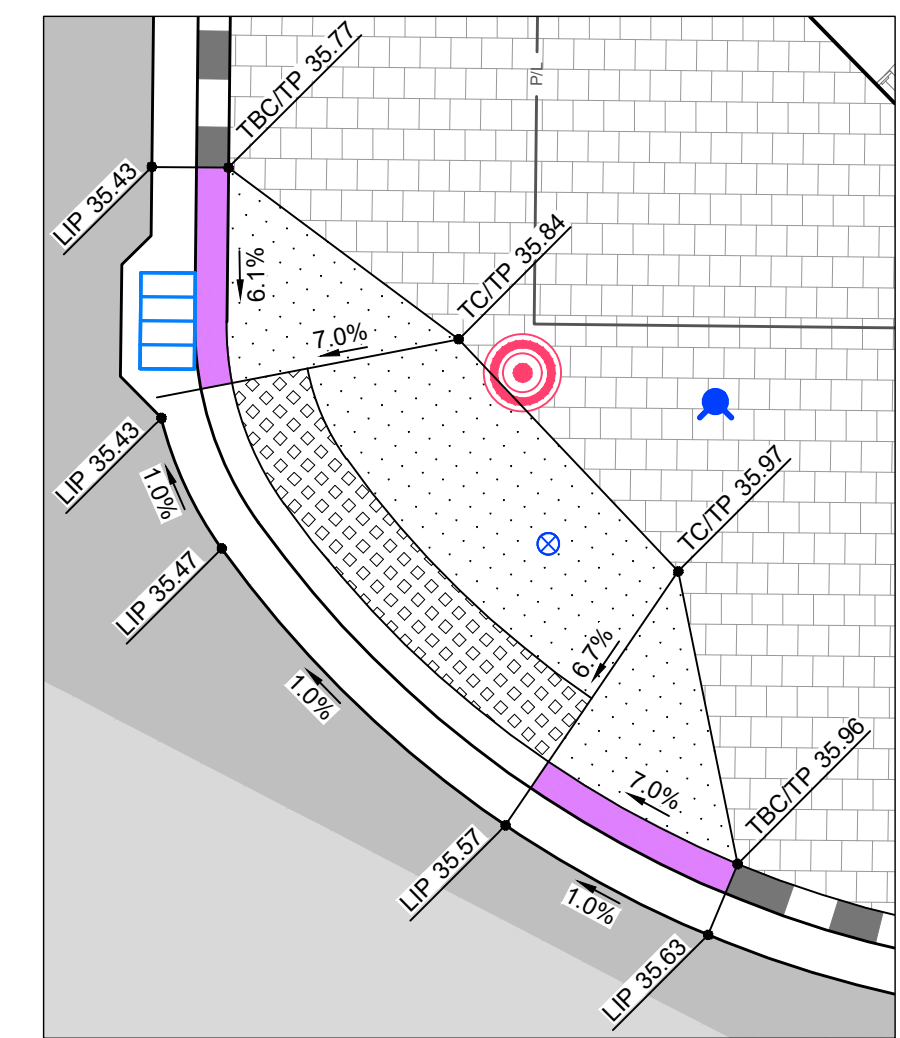 TBC/TP 35.77
P/L
LIP 35.43
TC/TP 35.84
6.1%
7.0%
LIP 35.43
1.0%
TC/TP 35.97
LIP 35.47
6.7%
1.0%
TBC/TP 35.96
7.0%
LIP 35.57
1.0%
LIP 35.63